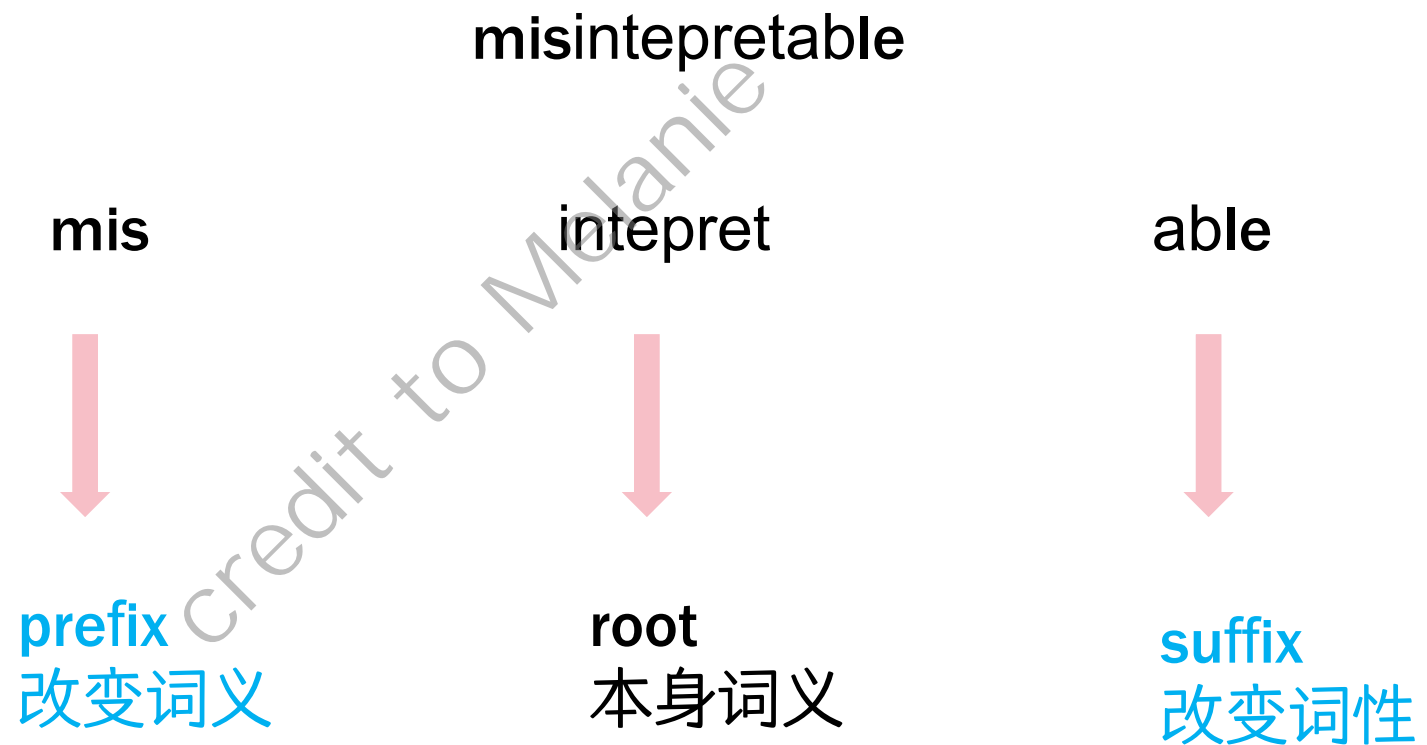 misintepretable
mis intepret able
credit to Melanie
prefix root suffix
改变词义 本身词义 改变词性